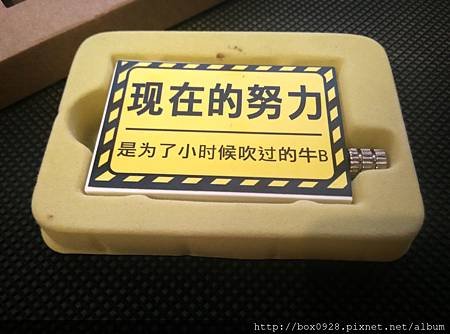 现在的努力
是为了小时候吹过的牛B
http://box0928.pixnet.net/album